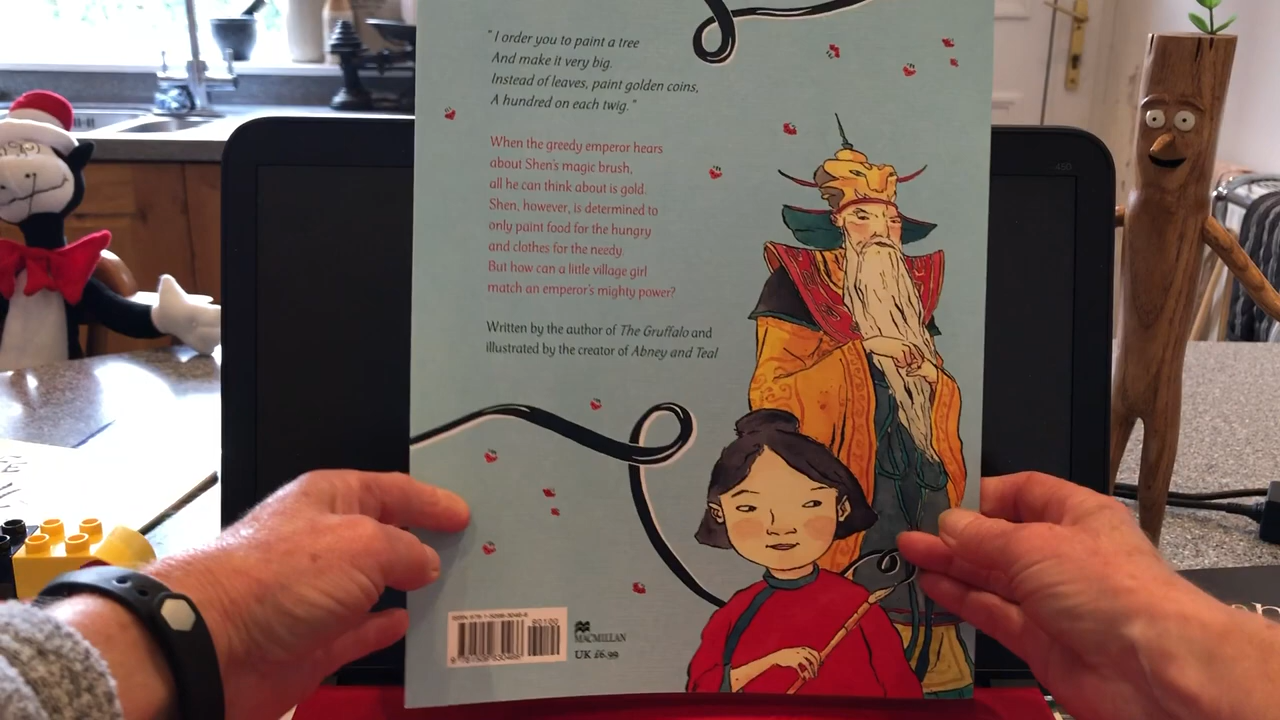 " I order you to paint a tree
And make it very big.
Instead of leaves, paint golden coins,
A hundred on each twig. "
When the greedy emperor hears
about Shen's magic brush,
all he can think about is gold.
Shen, however, is determined to
only paint food for the hungry
and clothes for the needy.
But how can a little village girl
match an emperor's mighty power?
Written by the author of The Gruffalo and
illustrated by the creator of Abney and Teal
90100
MACMILLAN
UK £6.99